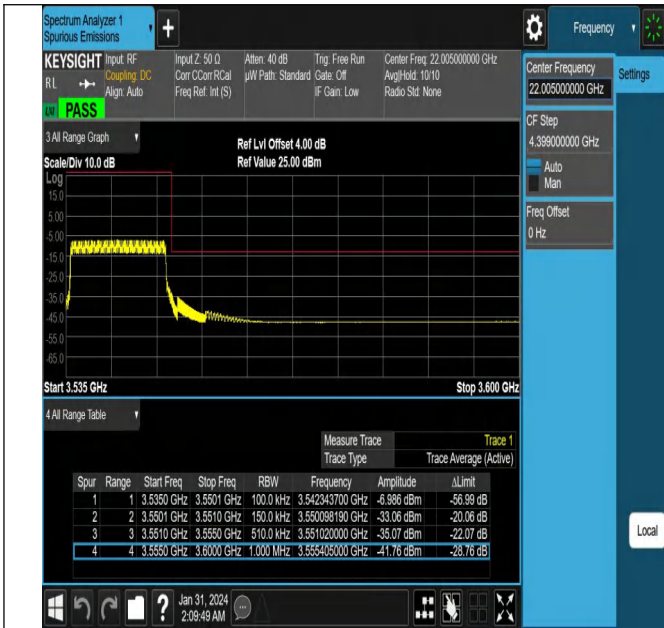 Spectrum Analyzer 1
Spurious Emissions
Frequency
KEYSIGHT
RL
LXI
PASS
Input: RF
Coupling: DC
Align: Auto
Input Z: 50 Ω
Corr CCorr RCal
Freq Ref: Int (S)
Atten: 40 dB
µW Path: Standard
Trig: Free Run
Gate: Off
IF Gain: Low
Center Freq: 22.005000000 GHz
Avg|Hold: 10/10
Radio Std: None
Center Frequency
22.005000000 GHz
Settings
CF Step
4.399000000 GHz
Auto
Man
Freq Offset
0 Hz
3 All Range Graph
Scale/Div 10.0 dB
Ref Lvl Offset 4.00 dB
Ref Value 25.00 dBm
Log
15.0
5.00
-5.00
-15.0
-25.0
-35.0
-45.0
-55.0
-65.0
Start 3.535 GHz
Stop 3.600 GHz
4 All Range Table
Measure Trace Trace 1
Trace Type Trace Average (Active)
Spur Range Start Freq Stop Freq RBW Frequency Amplitude ΔLimit
1 1 3.5350 GHz 3.5501 GHz 100.0 kHz 3.542343700 GHz -6.986 dBm -56.99 dB
2 2 3.5501 GHz 3.5510 GHz 150.0 kHz 3.550098190 GHz -33.06 dBm -20.06 dB
3 3 3.5510 GHz 3.5550 GHz 510.0 kHz 3.551020000 GHz -35.07 dBm -22.07 dB
4 4 3.5550 GHz 3.6000 GHz 1.000 MHz 3.555405000 GHz -41.76 dBm -28.76 dB
Local
Jan 31, 2024
2:09:49 AM